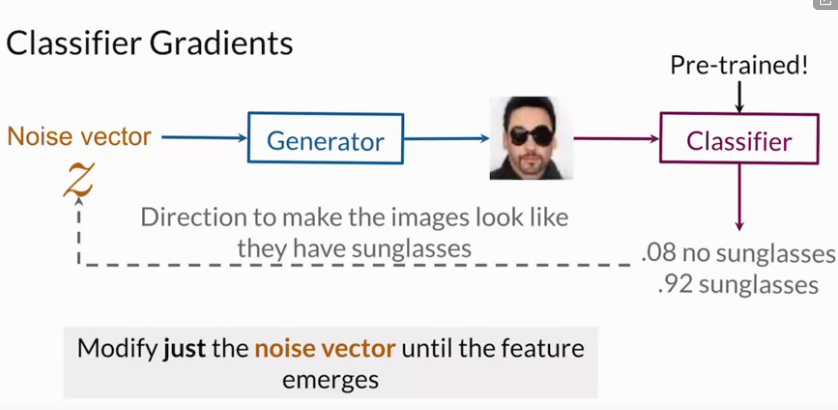 Classifier Gradients
Pre-trained!
Noise vector
Generator
Classifier
z
Direction to make the images look like
they have sunglasses
.08 no sunglasses
.92 sunglasses
Modify just the noise vector until the feature
emerges